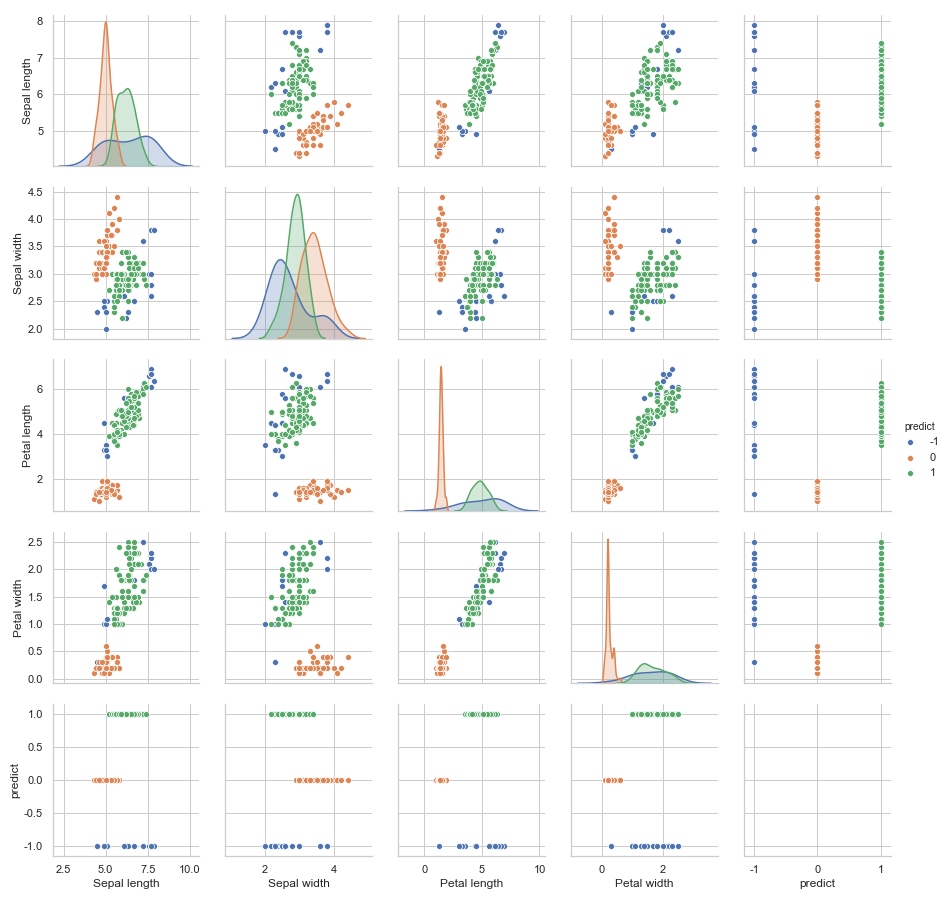 8
7
6
5
Sepal length
4.5
4.0
3.5
3.0
2.5
2.0
Sepal width
6
4
2
Petal length
predict
-1
0
1
2.5
2.0
1.5
1.0
0.5
0.0
Petal width
1.0
0.5
0.0
-0.5
-1.0
predict
2.5 5.0 7.5 10.0
Sepal length
2 4
Sepal width
0 5 10
Petal length
0 2
Petal width
-1 0 1
predict